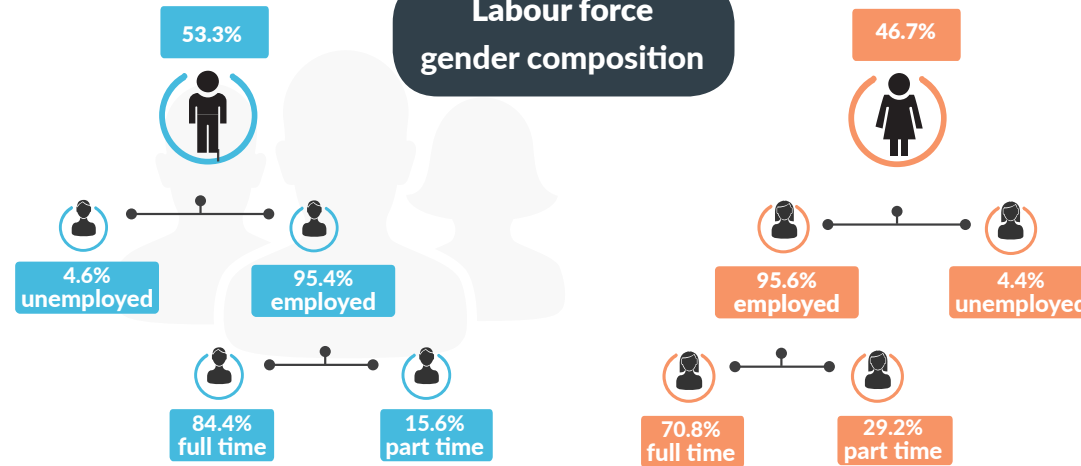 Labour force
gender composition
53.3%
4.6%
unemployed
95.4%
employed
84.4%
full time
15.6%
part time
46.7%
95.6%
employed
4.4%
unemployed
70.8%
full time
29.2%
part time